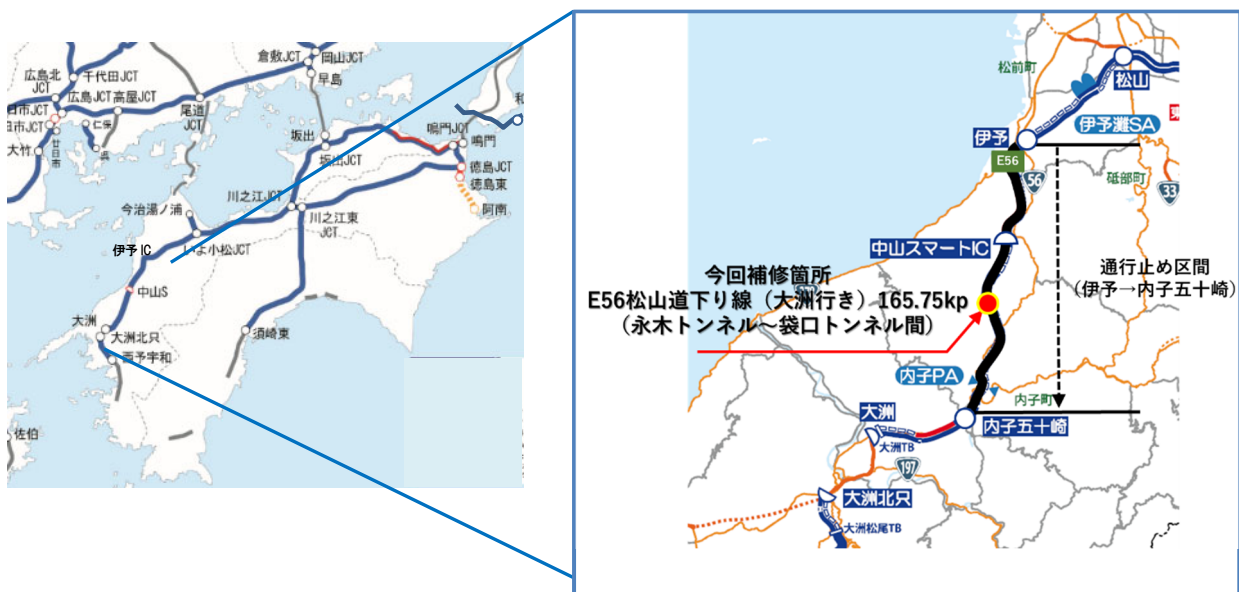 倉敷JCT
岡山JCT
早島
広島北
JCT
千代田JCT
広島JCT
高屋JCT
日市JCT
日市JCT
仁保
尾道
JCT
大竹
廿日市
呉
坂出
坂出JCT
鳴門JCT
鳴門
和
徳島JCT
徳島東
阿南
川之江JCT
川之江東
JCT
今治湯ノ浦
いよ小松JCT
伊予IC
中山S
大洲
大洲北只
西予宇和
須崎東
佐伯
松前町
松山
伊予灘SA
東
伊予
E56
56
砥部町
33
中山スマートIC
今回補修箇所
E56松山道下り線（大洲行き）165.75kp
（永木トンネル～袋口トンネル間）
通行止め区間
（伊予→内子五十崎）
内子PA
内子町
大洲
内子五十崎
大洲TB
197
大洲北只
大洲松尾TB